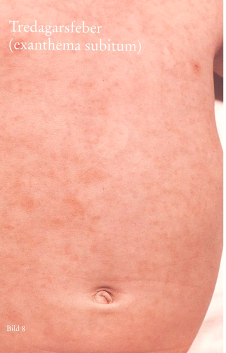 Tredagarsfeber
(exanthema subitum)
Bild 8